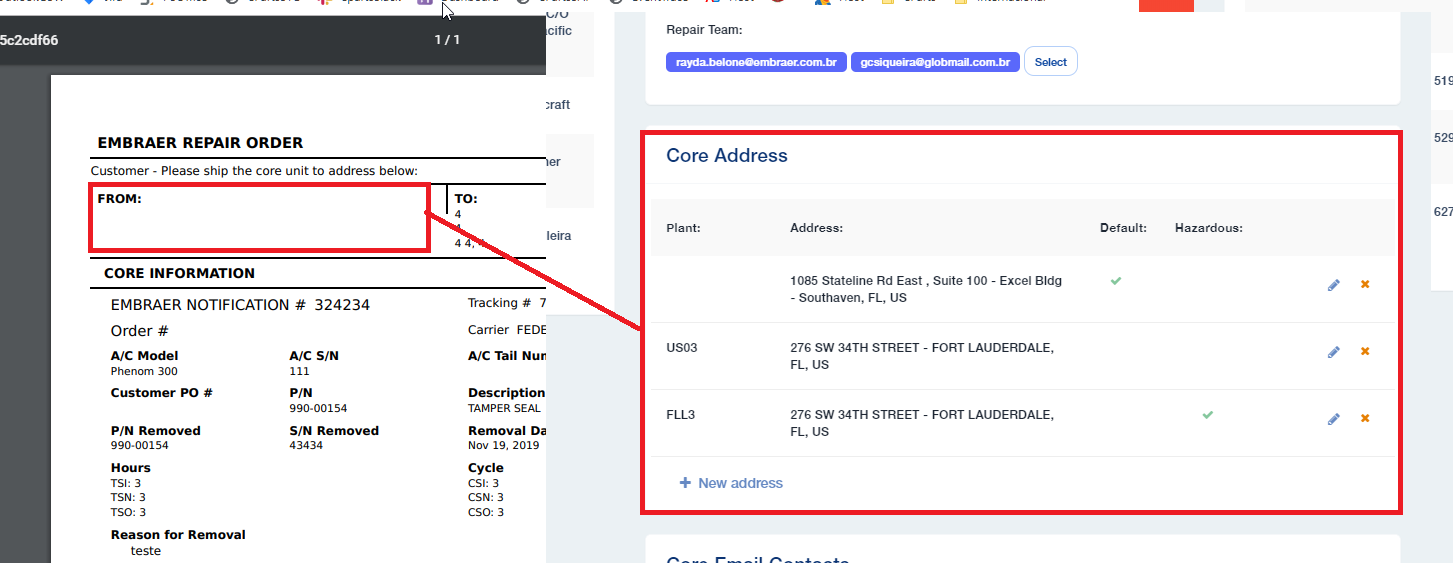 5c2cdf66
1 / 1
EMBRAER REPAIR ORDER
Customer - Please ship the core unit to address below:
FROM:
TO:
4
4 4,
CORE INFORMATION
EMBRAER NOTIFICATION # 324234
Tracking # 7
Order #
Carrier FEDE
A/C Model
A/C S/N
A/C Tail Num
Phenom 300
111
Customer PO #
P/N
Description
990-00154
TAMPER SEAL
P/N Removed
S/N Removed
Removal Da
990-00154
43434
Nov 19, 2019
Hours
Cycle
TSI: 3
CSI: 3
TSN: 3
CSN: 3
TSO: 3
CSO: 3
Reason for Removal
teste
C/O
acific
craft
ner
leira
Repair Team:
rayda.belone@embraer.com.br
gcsiqueira@globmail.com.br
Select
Core Address
Plant:
Address:
Default:
Hazardous:
1085 Stateline Rd East , Suite 100 - Excel Bldg
- Southaven, FL, US
US03
276 SW 34TH STREET - FORT LAUDERDALE,
FL, US
FLL3
276 SW 34TH STREET - FORT LAUDERDALE,
FL, US
+ New address
Core Email Contacts
519
529
627